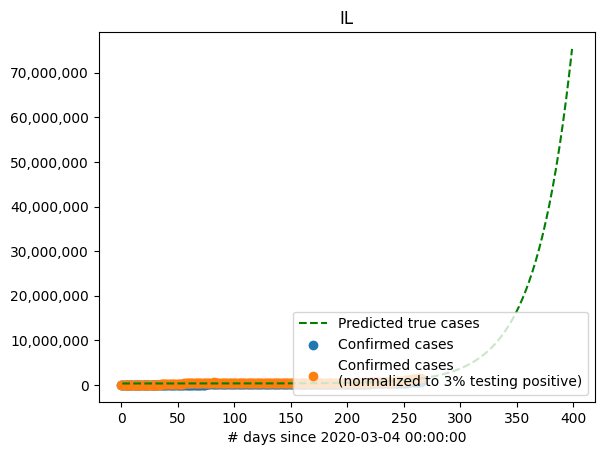 IL
70,000,000
60,000,000
50,000,000
40,000,000
30,000,000
20,000,000
10,000,000
0
Predicted true cases
Confirmed cases
Confirmed cases
(normalized to 3% testing positive)
0 50 100 150 200 250 300 350 400
# days since 2020-03-04 00:00:00